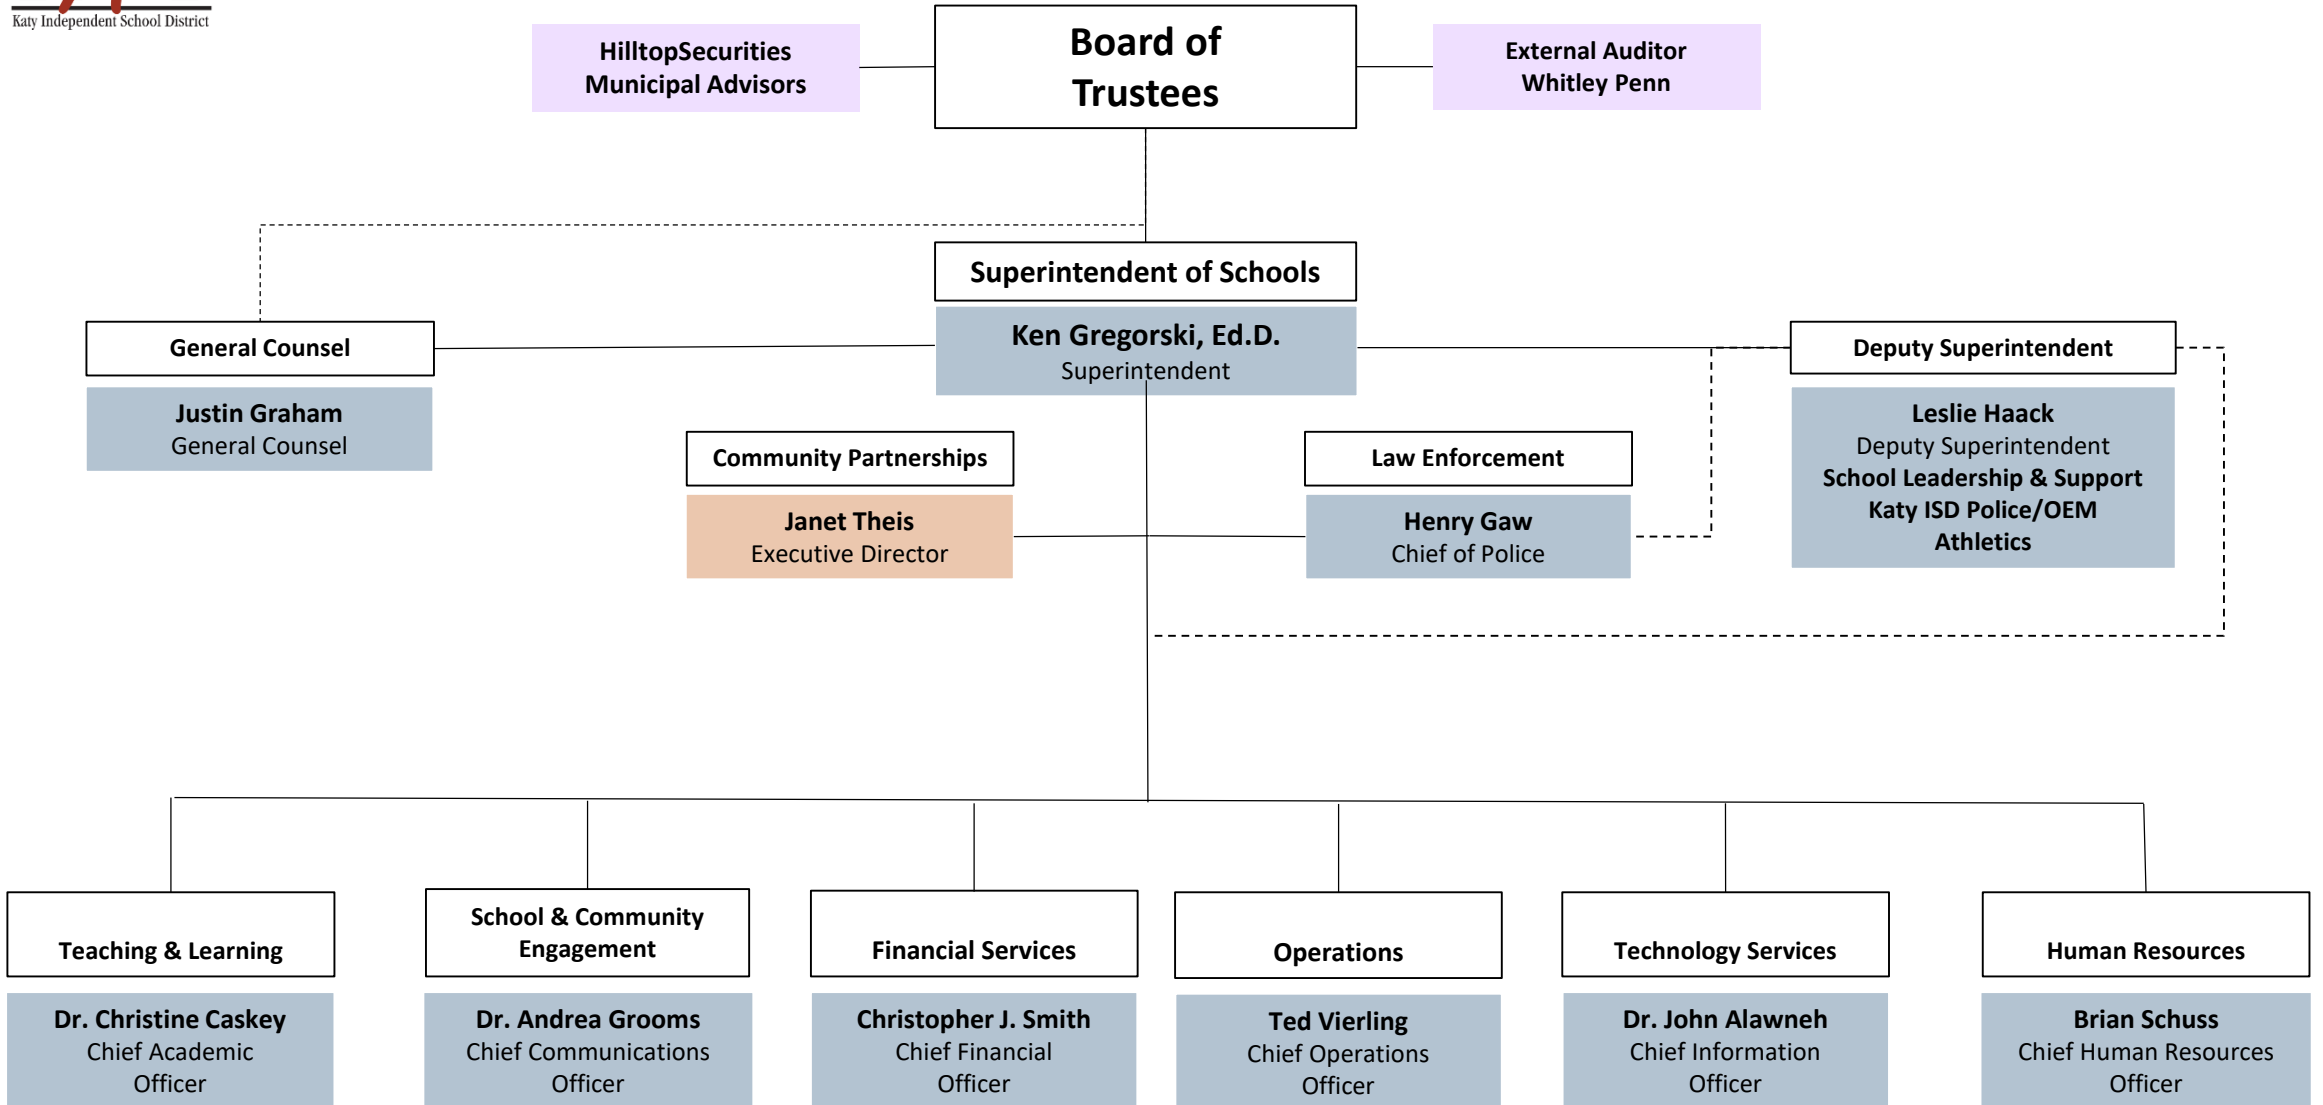 Katy Independent School District
HilltopSecurities
Municipal Advisors
Board of
Trustees
External Auditor
Whitley Penn
Superintendent of Schools
Ken Gregorski, Ed.D.
Superintendent
General Counsel
Justin Graham
General Counsel
Deputy Superintendent
Leslie Haack
Deputy Superintendent
School Leadership & Support
Katy ISD Police/OEM
Athletics
Community Partnerships
Janet Theis
Executive Director
Law Enforcement
Henry Gaw
Chief of Police
Teaching & Learning
Dr. Christine Caskey
Chief Academic
Officer
School & Community
Engagement
Dr. Andrea Grooms
Chief Communications
Officer
Financial Services
Christopher J. Smith
Chief Financial
Officer
Operations
Ted Vierling
Chief Operations
Officer
Technology Services
Dr. John Alawneh
Chief Information
Officer
Human Resources
Brian Schuss
Chief Human Resources
Officer